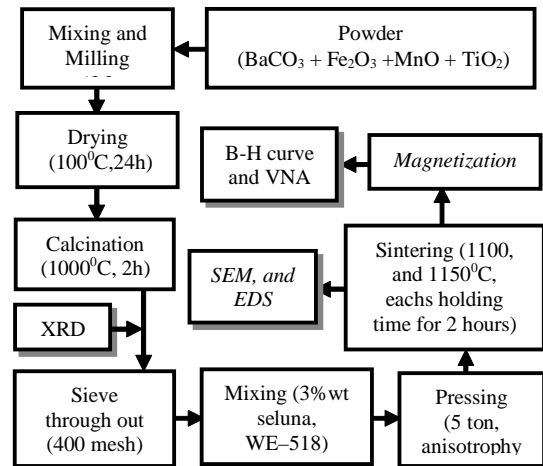 Powder
(BaCO₃ + Fe₂O₃ +MnO + TiO₂)
Mixing and
Milling
Drying
(100⁰C,24h)
Calcination
(1000⁰C, 2h)
XRD
Sieve
through out
(400 mesh)
Mixing (3%wt
seluna,
WE–518)
Pressing
(5 ton,
anisotrophy
Sintering (1100,
and 1150⁰C,
eachs holding
time for 2 hours)
SEM, and
EDS
Magnetization
B-H curve
and VNA